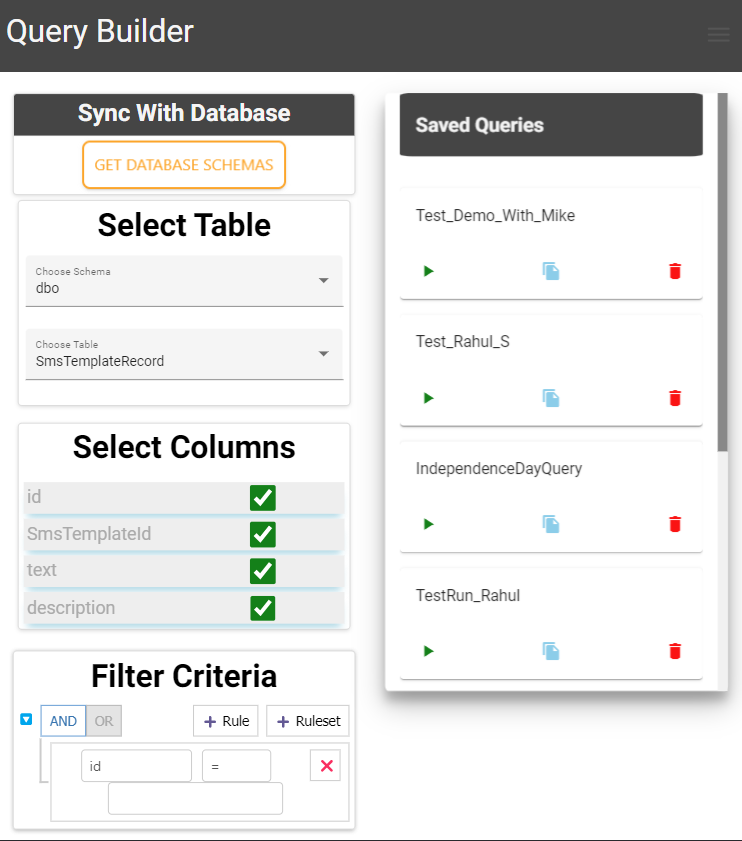 Query Builder
Sync With Database
GET DATABASE SCHEMAS
Select Table
Choose Schema
dbo
Choose Table
SmsTemplateRecord
Select Columns
id
SmsTemplateId
text
description
Filter Criteria
AND OR + Rule + Ruleset
id =
Saved Queries
Test_Demo_With_Mike
Test_Rahul_S
IndependenceDayQuery
TestRun_Rahul